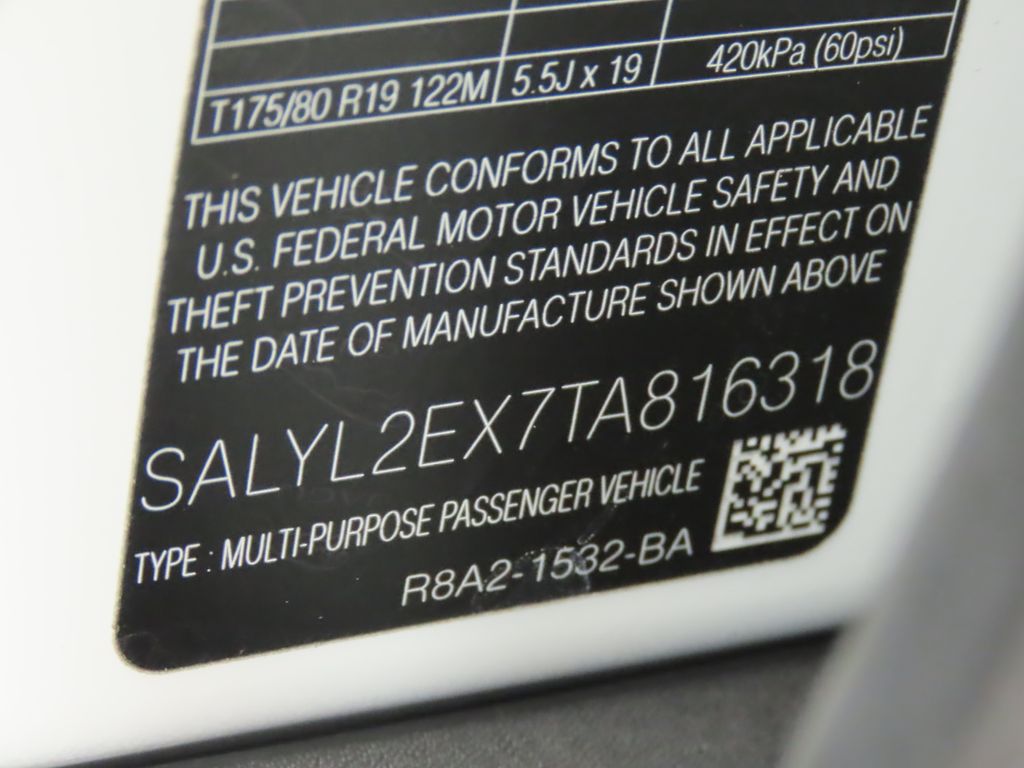 T175/80 R19 122M 5.5J x 19 420kPa (60psi)
THIS VEHICLE CONFORMS TO ALL APPLICABLE
U.S. FEDERAL MOTOR VEHICLE SAFETY AND
THEFT PREVENTION STANDARDS IN EFFECT ON
THE DATE OF MANUFACTURE SHOWN ABOVE
SALYL2EX7TA816318
TYPE : MULTI-PURPOSE PASSENGER VEHICLE
R8A2-1532-BA